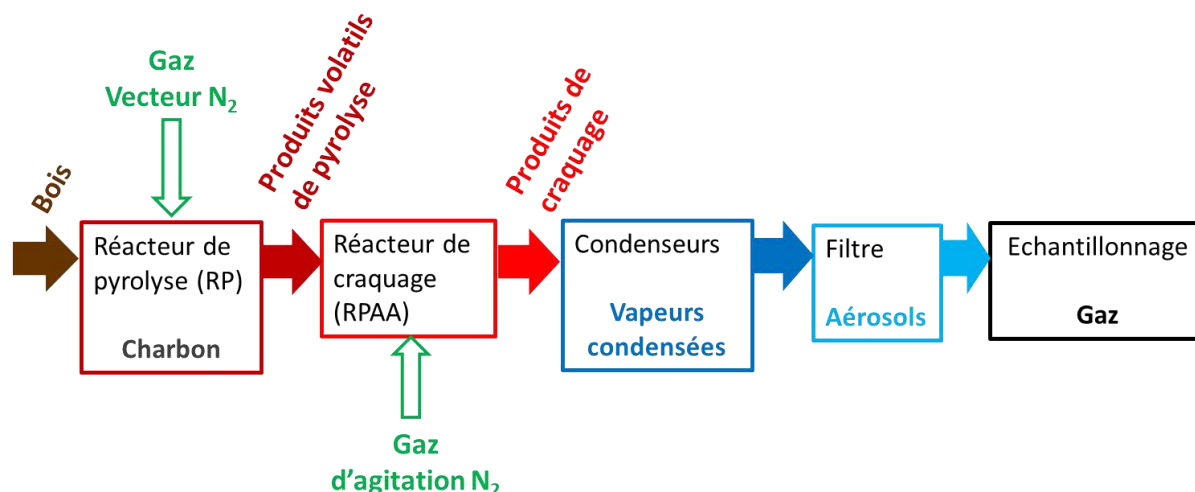 Gaz
Vecteur N₂
Produits volatils
de pyrolyse
Produits de
craquage
Bois
Réacteur de
pyrolyse (RP)
Charbon
Réacteur de
craquage
(RPAA)
Condenseurs
Vapeurs
condensées
Filtre
Aérosols
Echantillonnage
Gaz
Gaz
d’agitation N₂